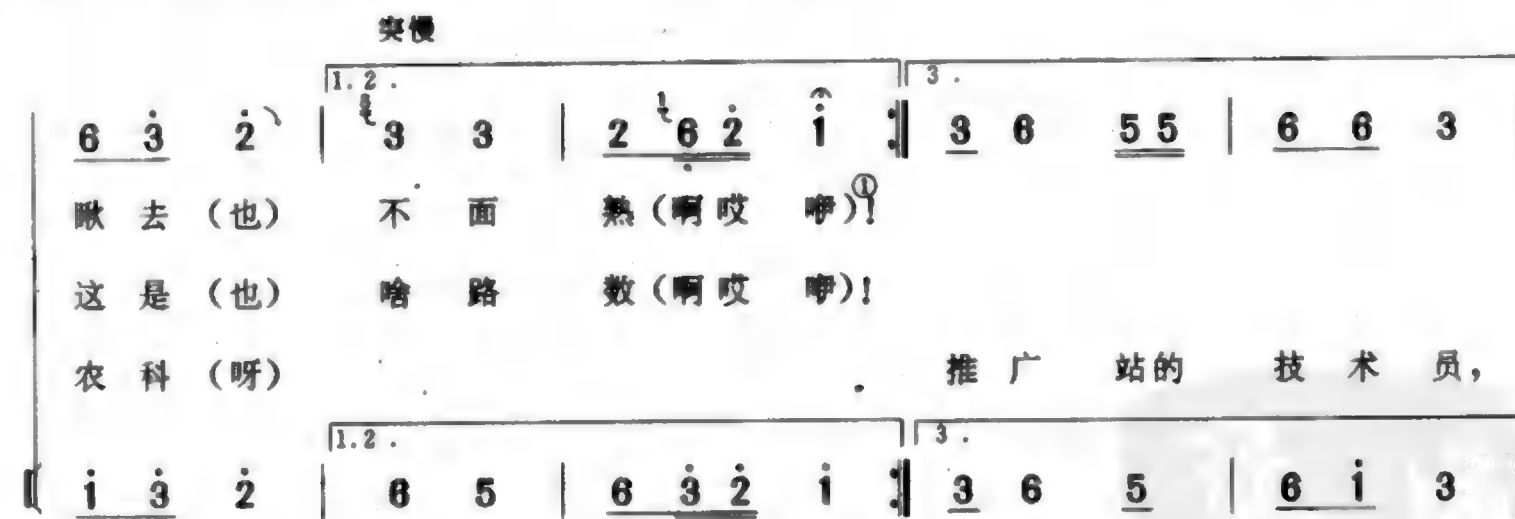 突慢
1.2. 3.
6 3̇ 2̇ | 3 3 | 2 6̣ 2̇ i̇ :‖ 3 6 5 5 | 6 6 3
瞅 去 (也) 不 面 熟 (啊 哎 咿)①!
这 是 (也) 啥 路 数 (啊 哎 咿)!
农 科 (呀) 推 广 站 的 技 术 员,
1.2. 3.
i̇ 3̇ 2̇ | 6 5 | 6 3̇ 2̇ i̇ :‖ 3 6 5 | 6 i̇ 3